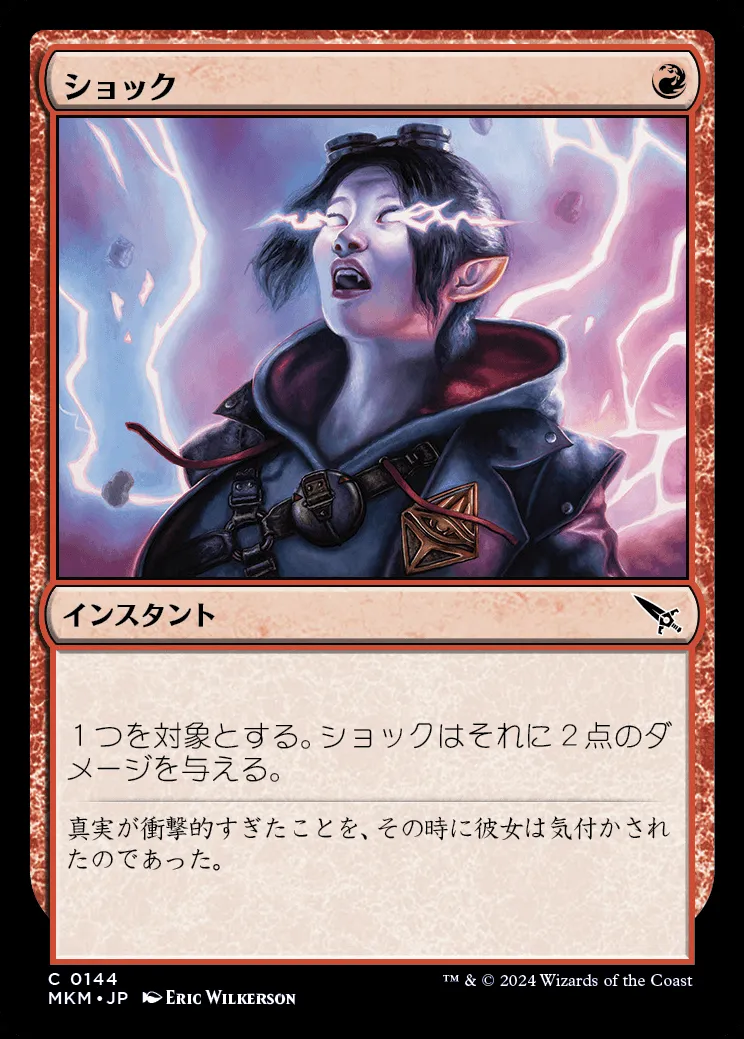 ショック
インスタント
1つを対象とする。ショックはそれに2点のダ
メージを与える。
真実が衝撃的すぎたことを、その時に彼女は気付かされ
たのであった。
C 0144
MKM・JP ERIC WILKERSON
™ & © 2024 Wizards of the Coast